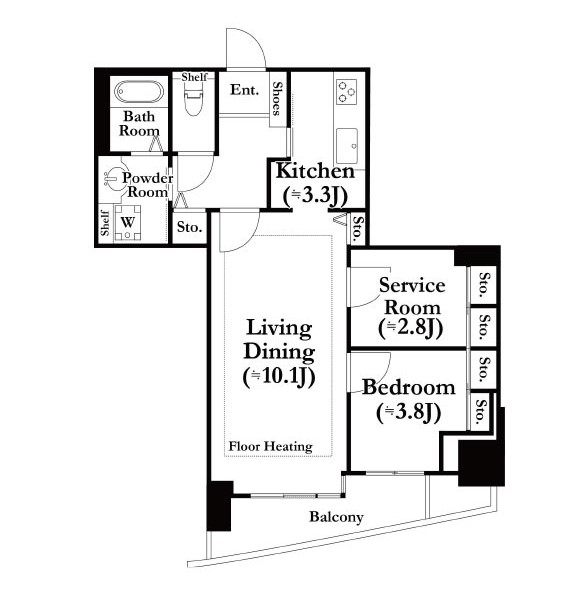 Shelf
Ent.
Shoes
Bath
Room
Kitchen
(≒3.3J)
Powder
Room
Shelf
W
Sto.
Sto.
Service
Room
(≒2.8J)
Sto.
Sto.
Living
Dining
(≒10.1J)
Bedroom
(≒3.8J)
Sto.
Sto.
Floor Heating
Balcony